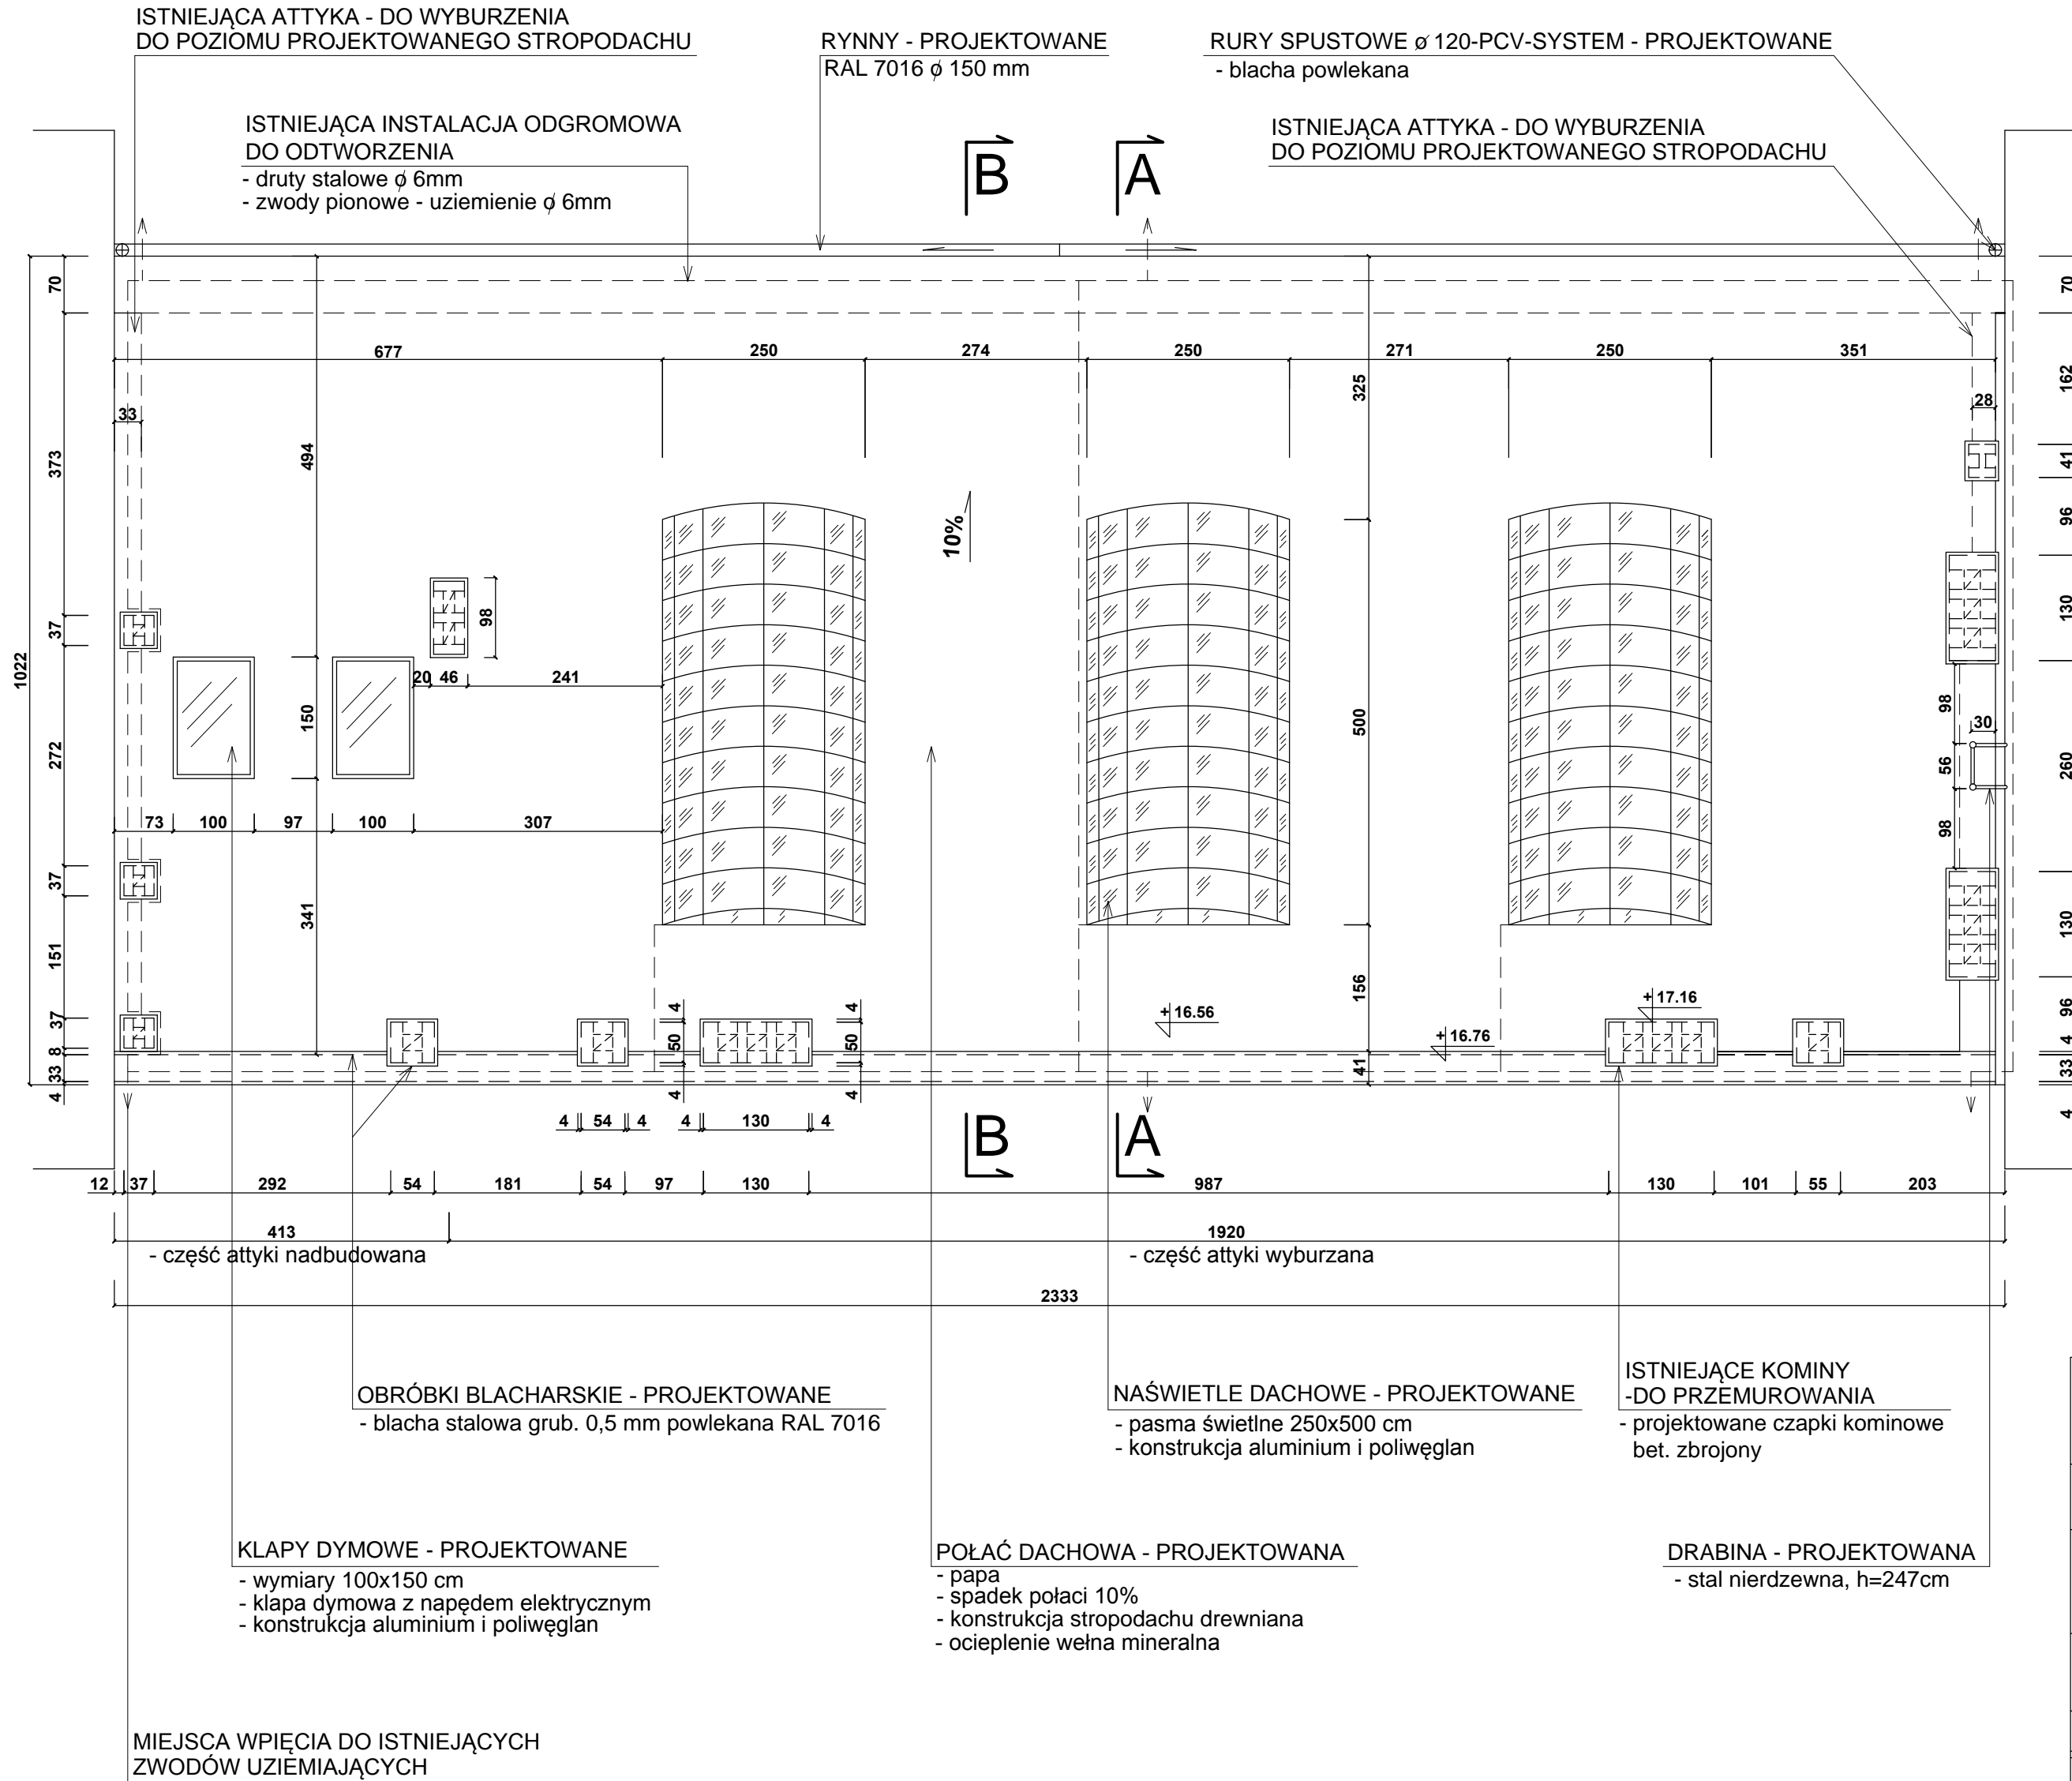 ISTNIEJĄCA ATTYKA - DO WYBURZENIA
DO POZIOMU PROJEKTOWANEGO STROPODACHU
RYNNY - PROJEKTOWANE
RAL 7016 ϕ 150 mm
RURY SPUSTOWE ø 120-PCV-SYSTEM - PROJEKTOWANE
- blacha powlekana
ISTNIEJĄCA INSTALACJA ODGROMOWA
DO ODTWORZENIA
- druty stalowe ϕ 6mm
- zwody pionowe - uziemienie ϕ 6mm
ISTNIEJĄCA ATTYKA - DO WYBURZENIA
DO POZIOMU PROJEKTOWANEGO STROPODACHU
B A
677 250 274 250 271 250 351
1022
70
373
37
272
37
151
37
8
33
4
33
494
150
341
325
500
156
41
28
70
162
41
96
130
260
130
96
4
33
4
10%
98
20 46 241
73 100 97 100 307
98
56
98
30
4
50
4
4
50
4
+ 16.56
+ 16.76
+ 17.16
4 54 4 4 130 4
B A
12 37 292 54 181 54 97 130 987 130 101 55 203
413 1920
- część attyki nadbudowana
- część attyki wyburzana
2333
OBRÓBKI BLACHARSKIE - PROJEKTOWANE
- blacha stalowa grub. 0,5 mm powlekana RAL 7016
NAŚWIETLE DACHOWE - PROJEKTOWANE
- pasma świetlne 250x500 cm
- konstrukcja aluminium i poliwęglan
ISTNIEJĄCE KOMINY
-DO PRZEMUROWANIA
- projektowane czapki kominowe
bet. zbrojony
KLAPY DYMOWE - PROJEKTOWANE
- wymiary 100x150 cm
- klapa dymowa z napędem elektrycznym
- konstrukcja aluminium i poliwęglan
POŁAĆ DACHOWA - PROJEKTOWANA
- papa
- spadek połaci 10%
- konstrukcja stropodachu drewniana
- ocieplenie wełna mineralna
DRABINA - PROJEKTOWANA
- stal nierdzewna, h=247cm
MIEJSCA WPIĘCIA DO ISTNIEJĄCYCH
ZWODÓW UZIEMIAJĄCYCH